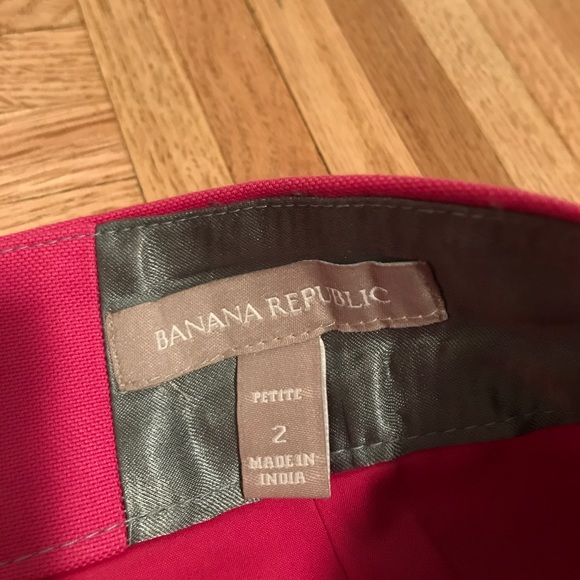 BANANA REPUBLIC
PETITE
2
MADE IN
INDIA